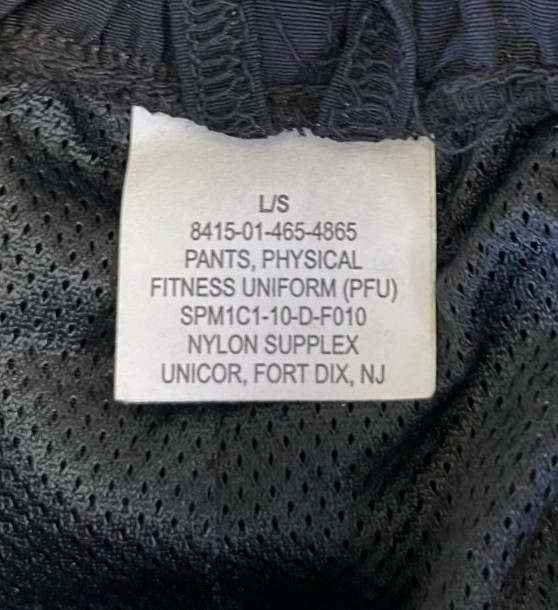 L/S
8415-01-465-4865
PANTS, PHYSICAL
FITNESS UNIFORM (PFU)
SPM1C1-10-D-F010
NYLON SUPPLEX
UNICOR, FORT DIX, NJ